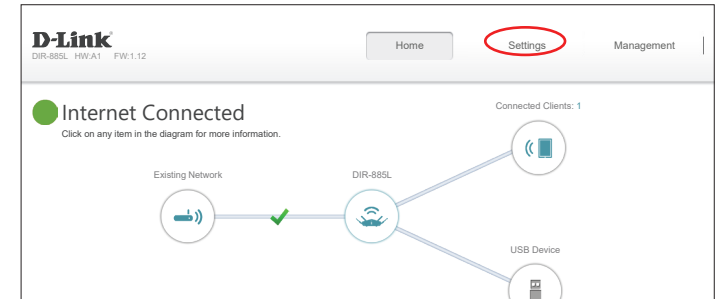 D-Link
DIR-885L HW:A1 FW:1.12
Home
Settings
Management
Internet Connected
Click on any item in the diagram for more information.
Connected Clients: 1
Existing Network
DIR-885L
USB Device